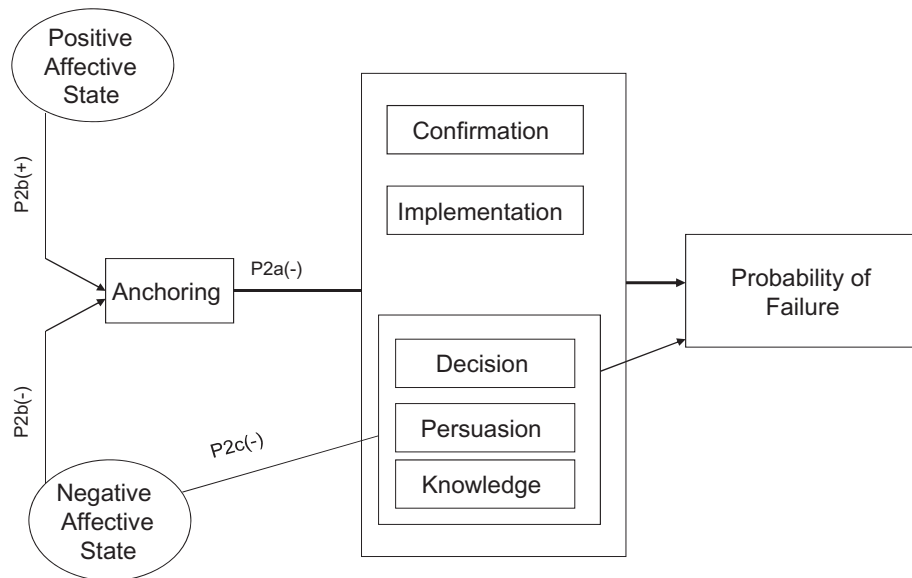 Positive
Affective
State
P2b(+)
Confirmation
Implementation
P2a(-)
Anchoring
Probability of
Failure
Decision
P2b(-)
Persuasion
P2c(-)
Knowledge
Negative
Affective
State